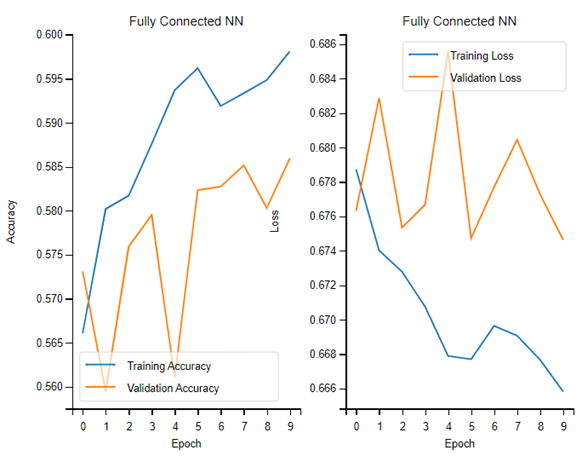 Fully Connected NN
0.600
0.595
0.590
0.585
0.580
0.575
0.570
0.565
0.560
Accuracy
Training Accuracy
Validation Accuracy
0 1 2 3 4 5 6 7 8 9
Epoch
Fully Connected NN
0.686
0.684
0.682
0.680
0.678
0.676
0.674
0.672
0.670
0.668
0.666
Loss
Training Loss
Validation Loss
0 1 2 3 4 5 6 7 8 9
Epoch